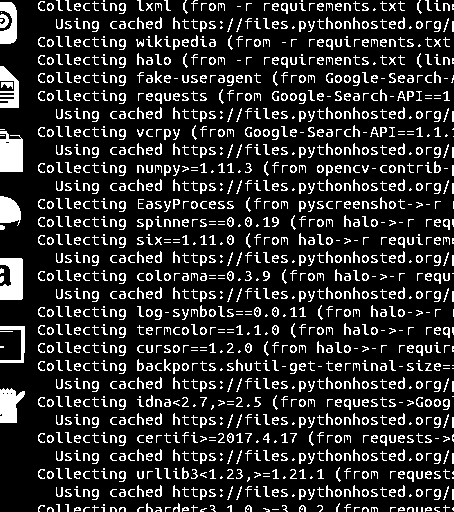 Collecting lxml (from -r requirements.txt (line
Using cached https://files.pythonhosted.org/p
Collecting wikipedia (from -r requirements.txt
Collecting halo (from -r requirements.txt (line
Collecting fake-useragent (from Google-Search-A
Collecting requests (from Google-Search-API==1.
Using cached https://files.pythonhosted.org/p
Collecting vcrpy (from Google-Search-API==1.1.1
Using cached https://files.pythonhosted.org/p
Collecting numpy>=1.11.3 (from opencv-contrib-p
Using cached https://files.pythonhosted.org/p
Collecting EasyProcess (from pyscreenshot->-r r
Collecting spinners==0.0.19 (from halo->-r requ
Collecting six==1.11.0 (from halo->-r requirem
Using cached https://files.pythonhosted.org/p
Collecting colorama==0.3.9 (from halo->-r requ
Using cached https://files.pythonhosted.org/p
Collecting log-symbols==0.0.11 (from halo->-r r
Collecting termcolor==1.1.0 (from halo->-r requ
Collecting cursor==1.2.0 (from halo->-r require
Collecting backports.shutil-get-terminal-size==
Using cached https://files.pythonhosted.org/p
Collecting idna<2.7,>=2.5 (from requests->Goog
Using cached https://files.pythonhosted.org/p
Collecting certifi>=2017.4.17 (from requests->G
Using cached https://files.pythonhosted.org/p
Collecting urllib3<1.23,>=1.21.1 (from requests
Using cached https://files.pythonhosted.org/p
Collecting chardet<3.1.0,>=3.0.2 (from requests
a